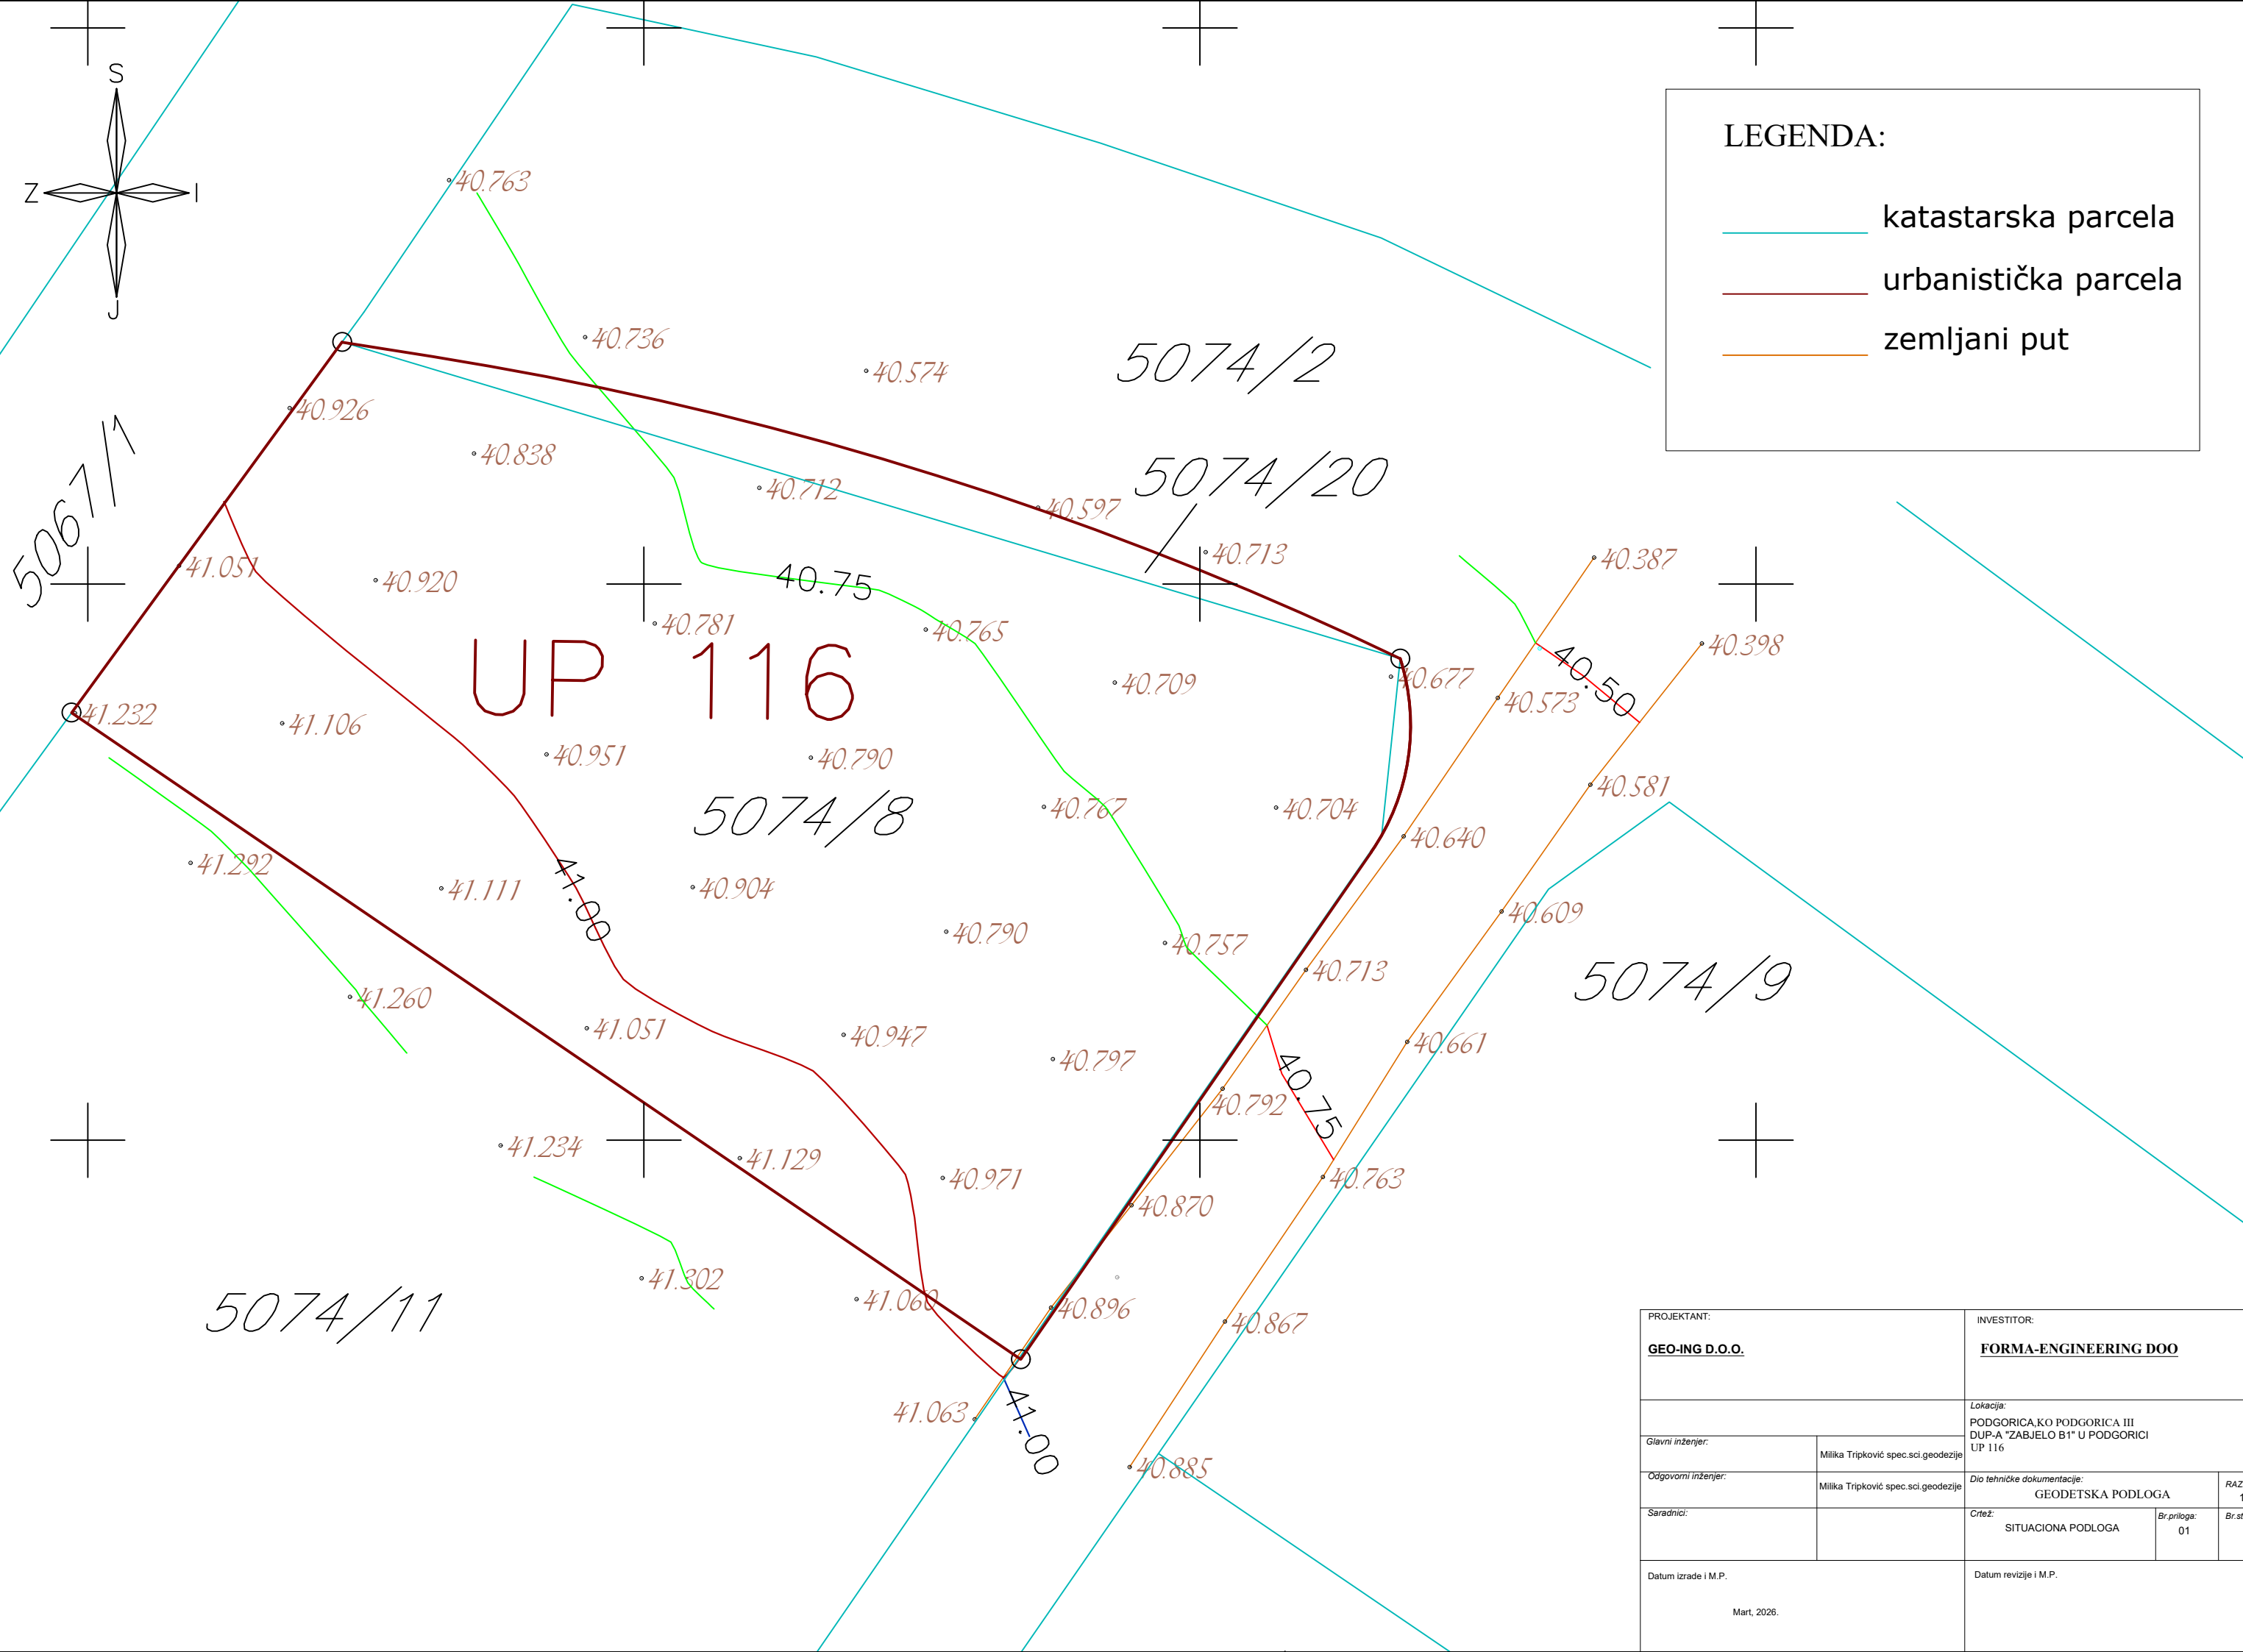 S
Z
I
J
LEGENDA:
katastarska parcela
urbanistička parcela
zemljani put
40.763
40.736
40.574
5074/2
40.926
40.838
40.712
5074/20
40.597
40.713
5067/1
41.051
40.920
40.75
40.387
40.781
40.765
40.398
UP 116
40.709
40.677
40.50
40.573
41.232
41.106
40.951
40.790
40.581
5074/8
40.767
40.704
40.640
41.292
41.111
41.00
40.904
40.609
40.790
40.757
5074/9
41.260
40.713
41.051
40.947
40.797
40.661
40.75
40.792
41.234
41.129
40.971
40.763
40.870
41.302
41.060
40.896
40.867
5074/11
41.063
41.00
40.885
PROJEKTANT:
GEO-ING D.O.O.
INVESTITOR:
FORMA-ENGINEERING DOO
Lokacija:
PODGORICA,KO PODGORICA III
DUP-A "ZABJELO B1" U PODGORICI
UP 116
Glavni inženjer:
Milika Tripković spec.sci.geodezije
Odgovorni inženjer:
Milika Tripković spec.sci.geodezije
Dio tehničke dokumentacije:
GEODETSKA PODLOGA
RAZ
1
Saradnici:
Crtež:
SITUACIONA PODLOGA
Br.priloga:
01
Br.st
Datum izrade i M.P.
Mart, 2026.
Datum revizije i M.P.